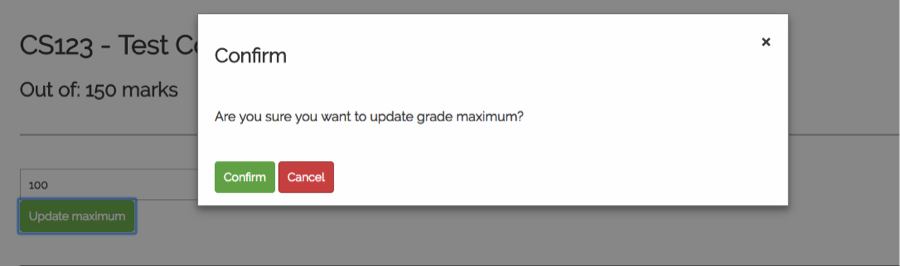 CS123 - Test
Confirm
×
Out of: 150 marks
Are you sure you want to update grade maximum?
Confirm Cancel
100
Update maximum